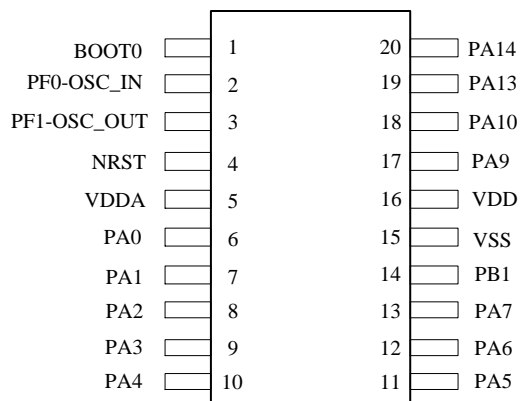 BOOT0 1 20 PA14
PF0-OSC_IN 2 19 PA13
PF1-OSC_OUT 3 18 PA10
NRST 4 17 PA9
VDDA 5 16 VDD
PA0 6 15 VSS
PA1 7 14 PB1
PA2 8 13 PA7
PA3 9 12 PA6
PA4 10 11 PA5